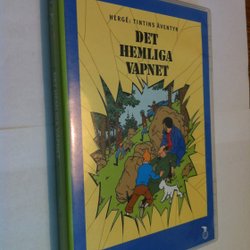 HERGÉ: TINTINS ÄVENTYR
DET
HEMLIGA
VAPNET